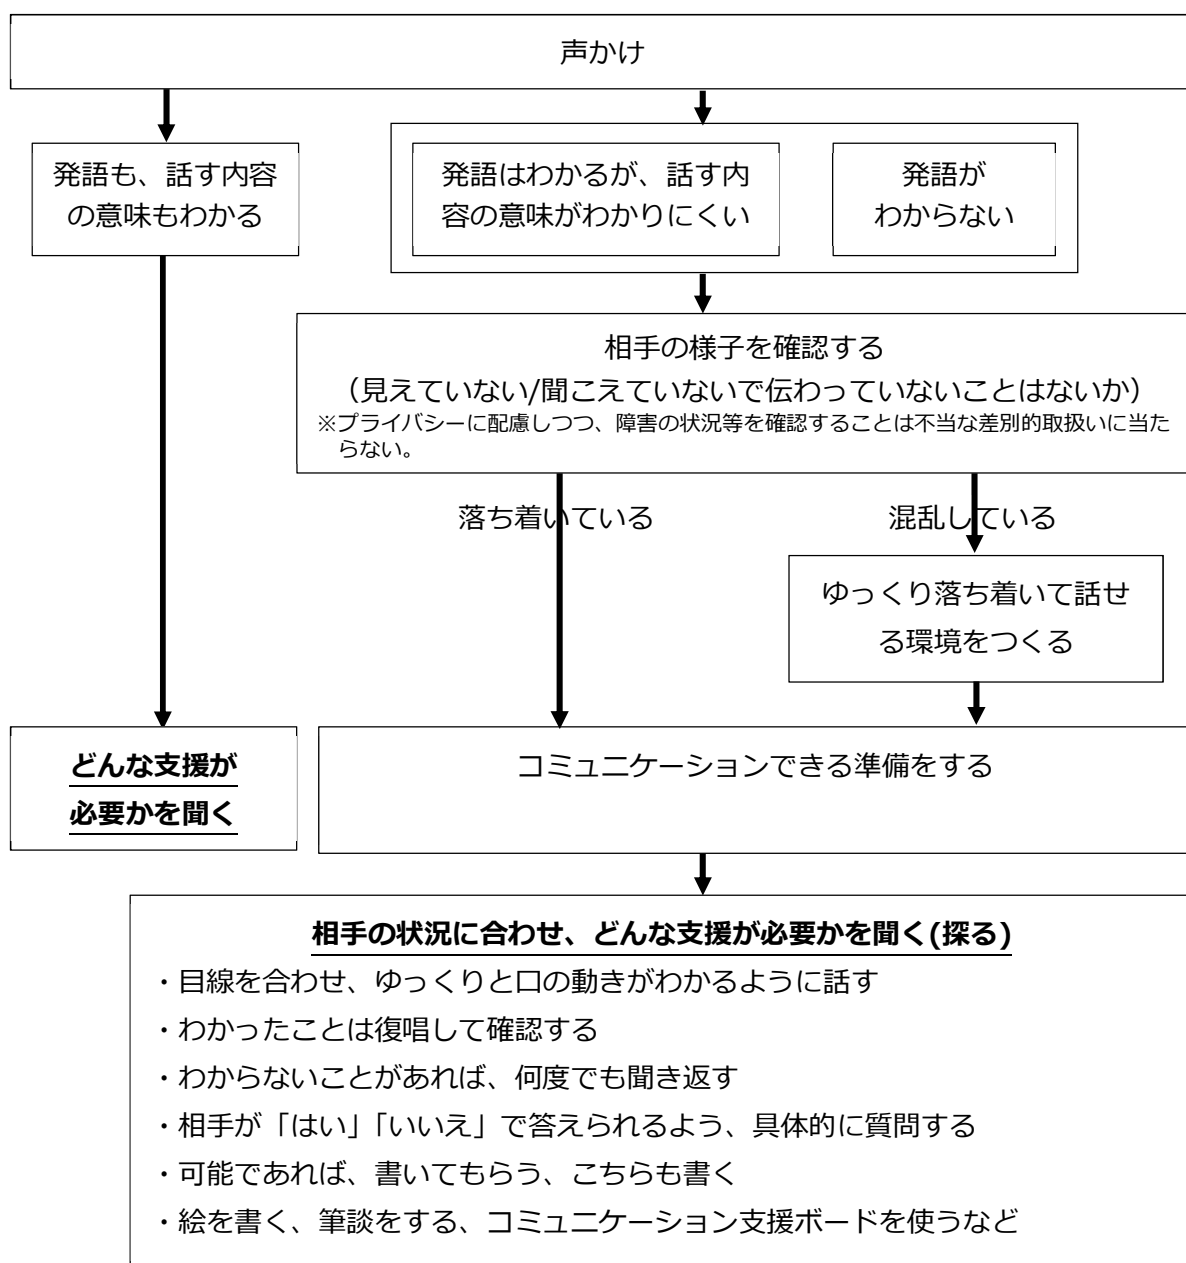 声かけ
発語も、話す内容
の意味もわかる
発語はわかるが、話す内
容の意味がわかりにくい
発語が
わからない
相手の様子を確認する
（見えていない/聞こえていないで伝わっていないことはないか）
※プライバシーに配慮しつつ、障害の状況等を確認することは不当な差別的取扱いに当た
らない。
落ち着いている
混乱している
ゆっくり落ち着いて話せ
る環境をつくる
どんな支援が
必要かを聞く
コミュニケーションできる準備をする
相手の状況に合わせ、どんな支援が必要かを聞く(探る)
・目線を合わせ、ゆっくりと口の動きがわかるように話す
・わかったことは復唱して確認する
・わからないことがあれば、何度でも聞き返す
・相手が「はい」「いいえ」で答えられるよう、具体的に質問する
・可能であれば、書いてもらう、こちらも書く
・絵を書く、筆談をする、コミュニケーション支援ボードを使うなど